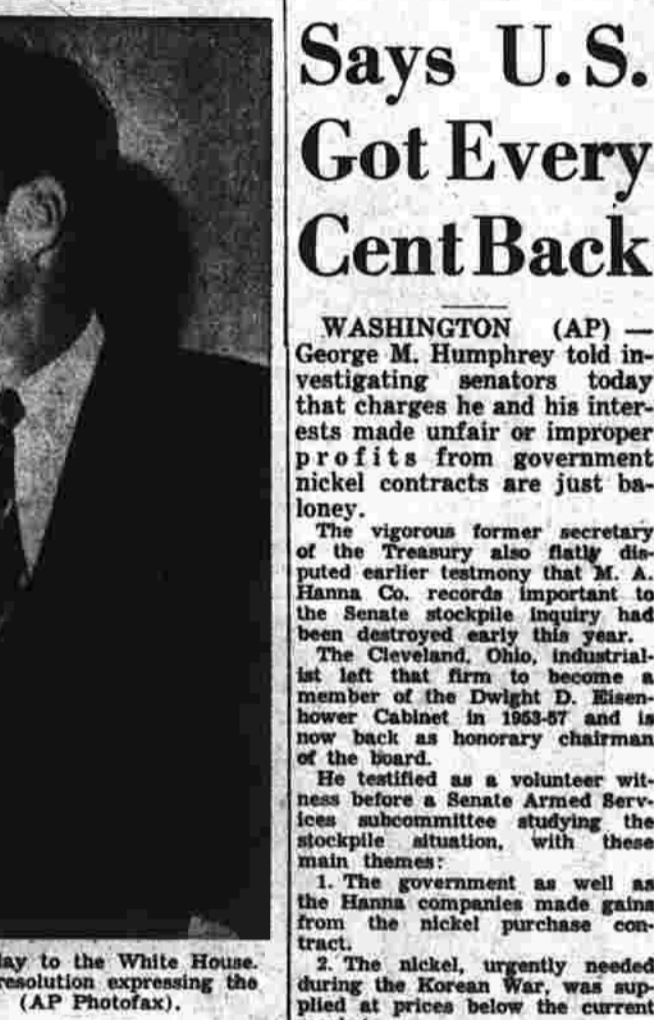 Says U.S.
Got Every
Cent Back
WASHINGTON (AP) —
George M. Humphrey told in-
vestigating senators today
that charges he and his inter-
ests made unfair or improper
profits from government
nickel contracts are just ba-
loney.
The vigorous former secretary
of the Treasury also flatly dis-
puted earlier testmony that M. A.
Hanna Co. records important to
the Senate stockpile inquiry had
been destroyed early this year.
The Cleveland, Ohio, industrial-
ist left that firm to become a
member of the Dwight D. Eisen-
hower Cabinet in 1953-57 and is
now back as honorary chairman
of the board.
He testified as a volunteer wit-
ness before a Senate Armed Serv-
ices subcommittee studying the
stockpile situation, with these
main themes:
1. The government as well as
the Hanna companies made gains
from the nickel purchase con-
tract.
2. The nickel, urgently needed
during the Korean War, was sup-
plied at prices below the current
lay to the White House.
resolution expressing the
(AP Photofax).